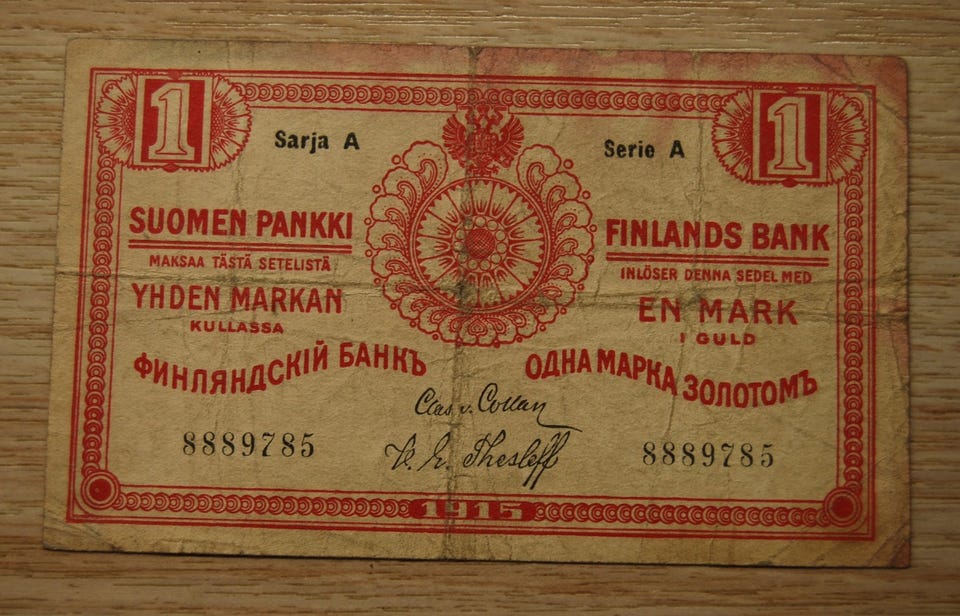 1
1
Sarja A
Serie A
SUOMEN PANKKI
MAKSAA TÄSTÄ SETELISTÄ
YHDEN MARKAN
KULLASSA
FINLANDS BANK
INLÖSER DENNA SEDEL MED
EN MARK
I GULD
ФИНЛЯНДСКІЙ БАНКЪ
ОДНА МАРКА ЗОЛОТОМЪ
Clas v. Collan
8889785
Thesleff
8889785
1915